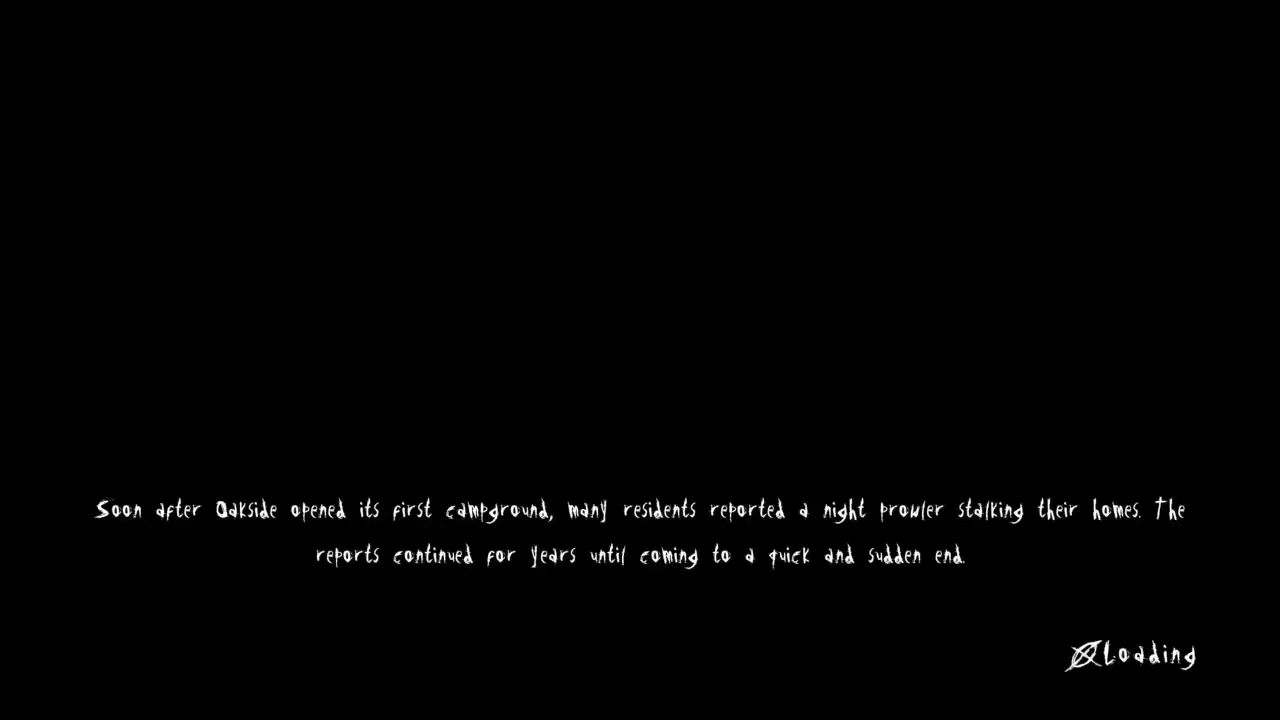 Soon after Oakside opened its first campground, many residents reported a night prowler stalking their homes. The
reports continued for years until coming to a quick and sudden end.
Loading